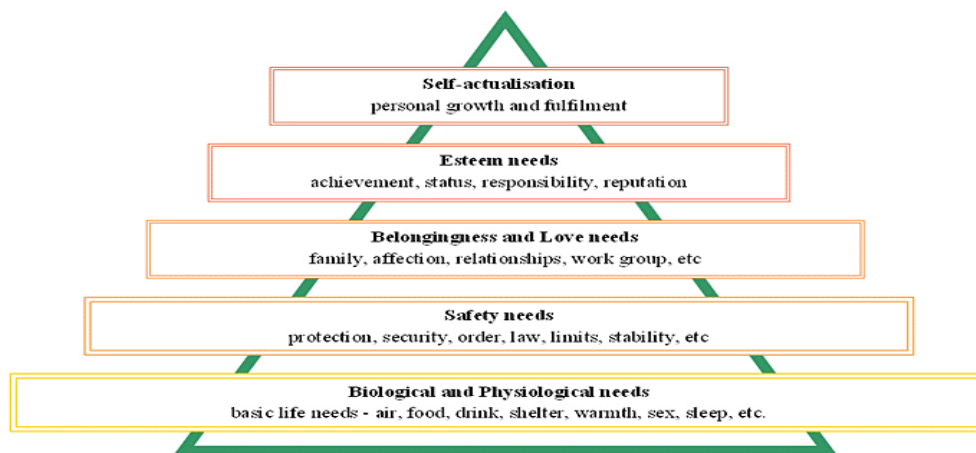 Self-actualisation
personal growth and fulfilment
Esteem needs
achievement, status, responsibility, reputation
Belongingness and Love needs
family, affection, relationships, work group, etc
Safety needs
protection, security, order, law, limits, stability, etc
Biological and Physiological needs
basic life needs - air, food, drink, shelter, warmth, sex, sleep, etc.